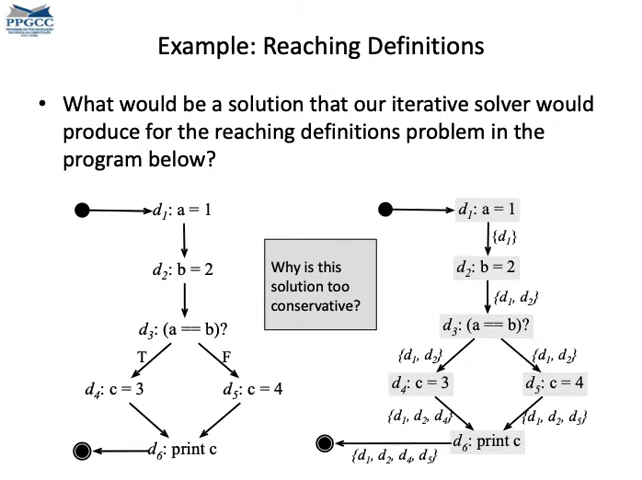 PPGCC
Example: Reaching Definitions
• What would be a solution that our iterative solver would
produce for the reaching definitions problem in the
program below?
d1: a = 1
d2: b = 2
d3: (a == b)?
T
F
d4: c = 3
d5: c = 4
d6: print c
Why is this
solution too
conservative?
d1: a = 1
{d1}
d2: b = 2
{d1, d2}
d3: (a == b)?
{d1, d2}
{d1, d2}
d4: c = 3
d5: c = 4
{d1, d2, d4}
{d1, d2, d5}
d6: print c
{d1, d2, d4, d5}